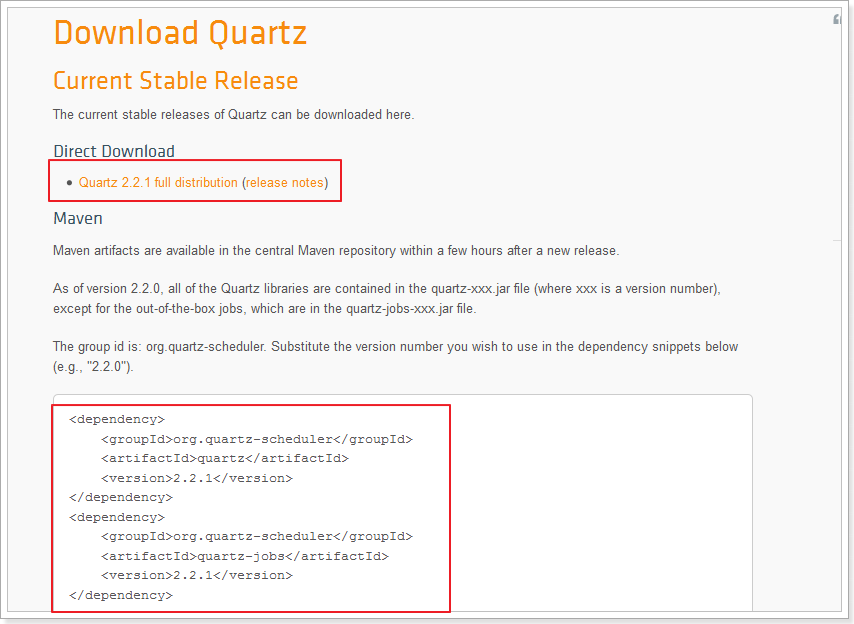 Download Quartz
Current Stable Release
The current stable releases of Quartz can be downloaded here.
Direct Download
• Quartz 2.2.1 full distribution (release notes)
Maven
Maven artifacts are available in the central Maven repository within a few hours after a new release.
As of version 2.2.0, all of the Quartz libraries are contained in the quartz-xxx.jar file (where xxx is a version number),
except for the out-of-the-box jobs, which are in the quartz-jobs-xxx.jar file.
The group id is: org.quartz-scheduler. Substitute the version number you wish to use in the dependency snippets below
(e.g., "2.2.0").
<dependency>
    <groupId>org.quartz-scheduler</groupId>
    <artifactId>quartz</artifactId>
    <version>2.2.1</version>
</dependency>
<dependency>
    <groupId>org.quartz-scheduler</groupId>
    <artifactId>quartz-jobs</artifactId>
    <version>2.2.1</version>
</dependency>